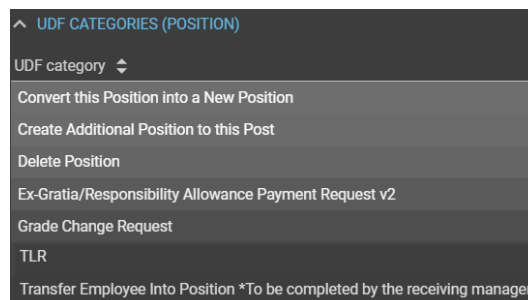 UDF CATEGORIES (POSITION)
UDF category
Convert this Position into a New Position
Create Additional Position to this Post
Delete Position
Ex-Gratia/Responsibility Allowance Payment Request v2
Grade Change Request
TLR
Transfer Employee Into Position *To be completed by the receiving manager